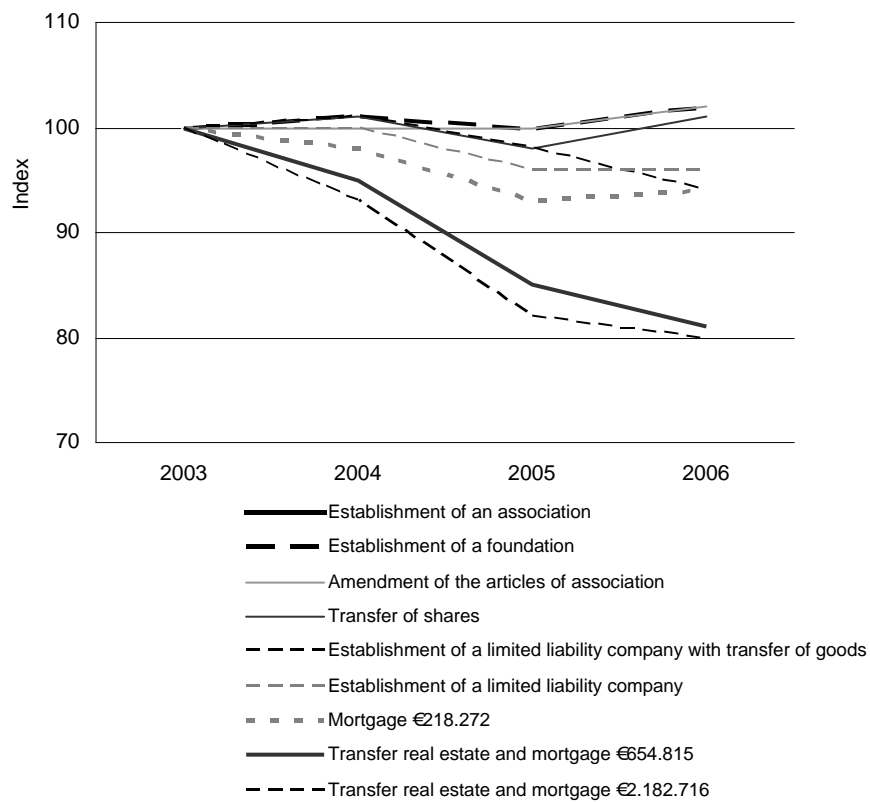 110
100
90
80
70
Index
2003 2004 2005 2006
Establishment of an association
Establishment of a foundation
Amendment of the articles of association
Transfer of shares
Establishment of a limited liability company with transfer of goods
Establishment of a limited liability company
Mortgage €218.272
Transfer real estate and mortgage €654.815
Transfer real estate and mortgage €2.182.716